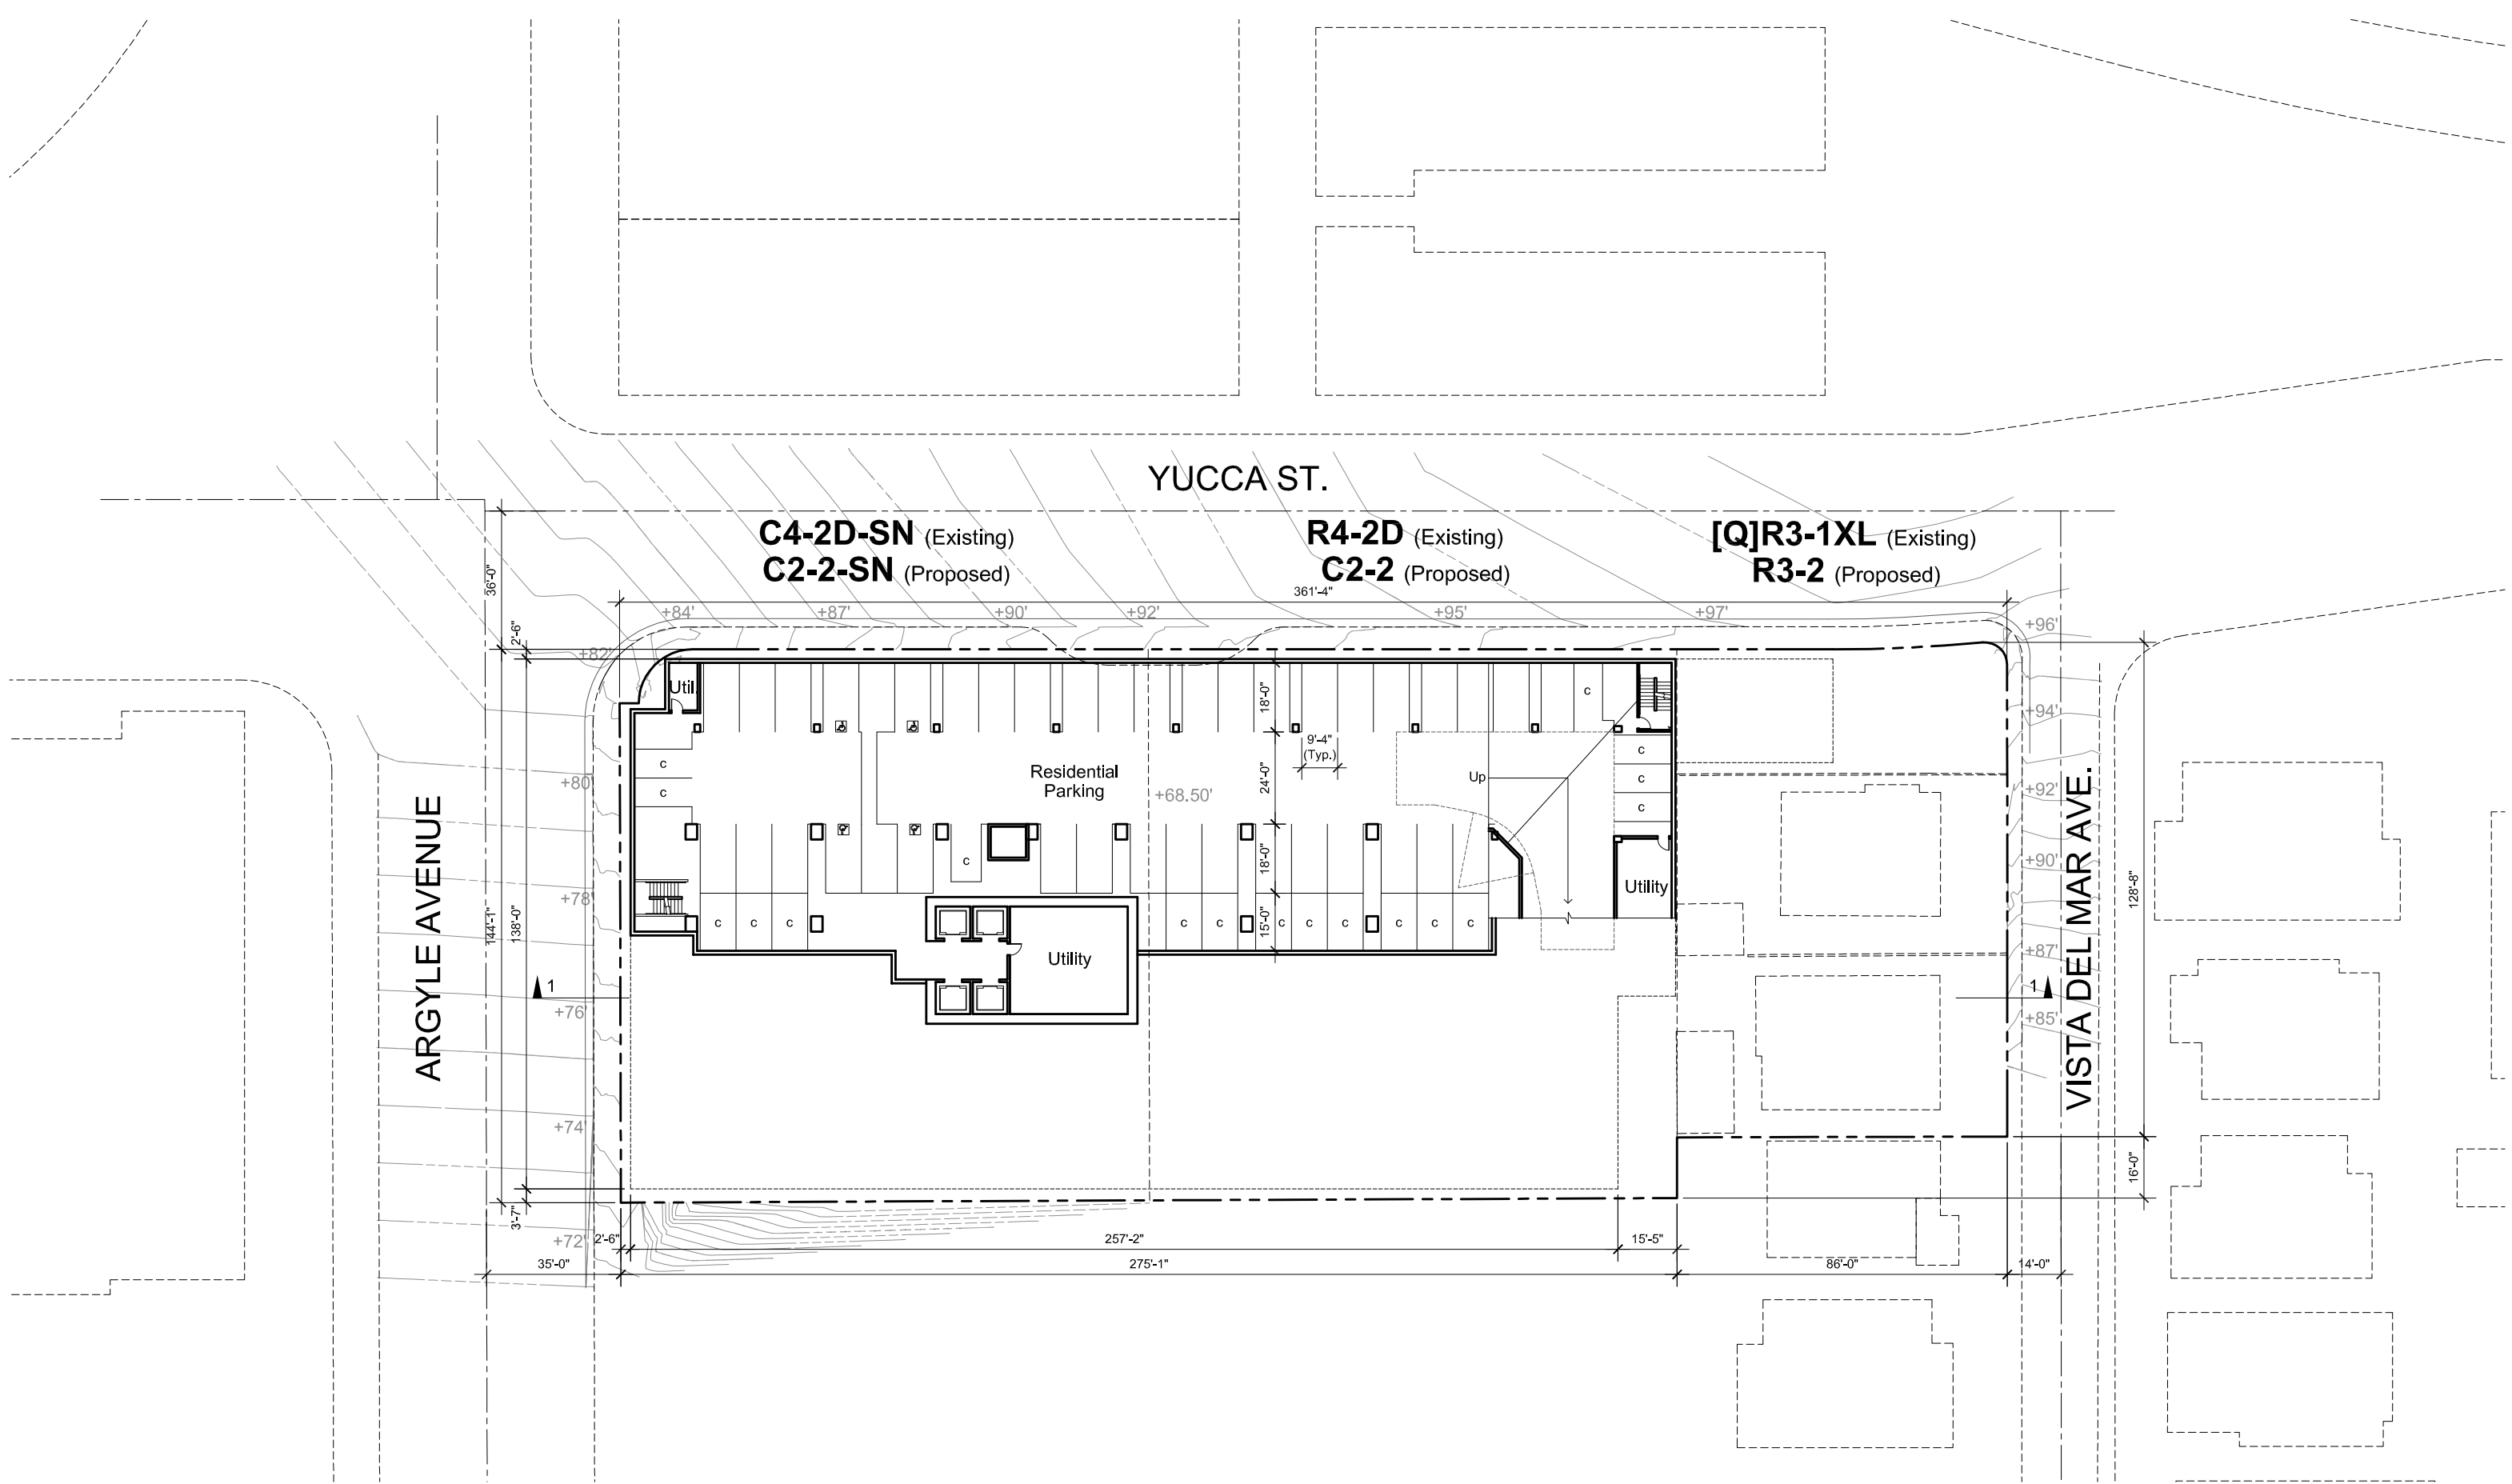 YUCCA ST.
C4-2D-SN (Existing)
C2-2-SN (Proposed)
R4-2D (Existing)
C2-2 (Proposed)
[Q]R3-1XL (Existing)
R3-2 (Proposed)
361'-4"
36'-0"
2'-6"
+82'
+84'
+87'
+90'
+92'
+95'
+97'
+96'
+94'
+92'
+90'
+87'
+85'
Util.
18'-0"
9'-4"
(Typ.)
24'-0"
18'-0"
15'-0"
Residential
Parking
+68.50'
Up
c
c
c
c
c
c
c
Utility
c
c
c
c
c
c
c
c
c
c
c
Utility
+80'
+78'
+76'
+74'
+72'
ARGYLE AVENUE
144'-1"
138'-0"
3'-7"
1
1
VISTA DEL MAR AVE.
128'-8"
16'-0"
2'-6"
257'-2"
15'-5"
35'-0"
275'-1"
86'-0"
14'-0"